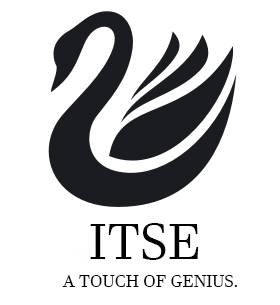 ITSE
A TOUCH OF GENIUS.